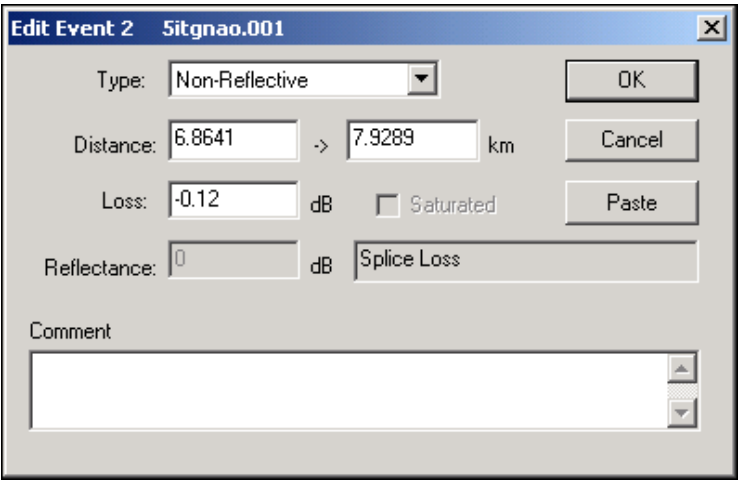 Edit Event 2 5itgnao.001
Type: Non-Reflective OK
Distance: 6.8641 -> 7.9289 km Cancel
Loss: -0.12 dB Saturated Paste
Reflectance: 0 dB Splice Loss
Comment